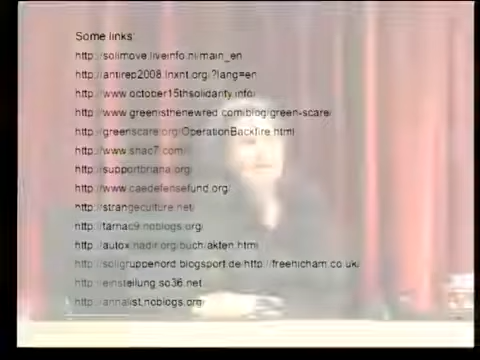 Some links:
http://solimove.liveinfo.nl/main_en
http://antirep2008.lnxnt.org/?lang=en
http://www.october15thsolidarity.info/
http://www.greenisthenewred.com/blog/green-scare/
http://greenscare.org/OperationBackfire.html
http://www.shac7.com/
http://supportbriana.org/
http://www.caedefensefund.org/
http://strangeculture.net/
http://tarnac9.noblogs.org/
http://autox.nadir.org/buch/akten.html
http://soligruppenord.blogsport.de/http://freehicham.co.uk/
http://einstellung.so36.net
http://annalist.noblogs.org/